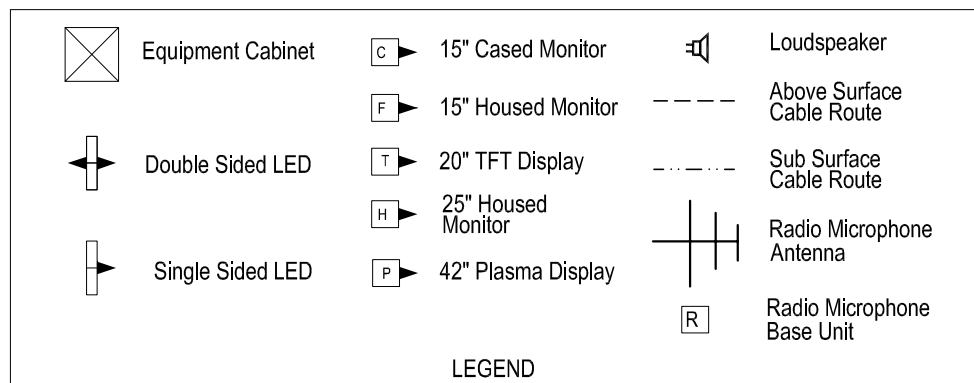 Equipment Cabinet
Double Sided LED
Single Sided LED
C
15" Cased Monitor
F
15" Housed Monitor
T
20" TFT Display
H
25" Housed
Monitor
P
42" Plasma Display
Loudspeaker
Above Surface
Cable Route
Sub Surface
Cable Route
Radio Microphone
Antenna
R
Radio Microphone
Base Unit
LEGEND